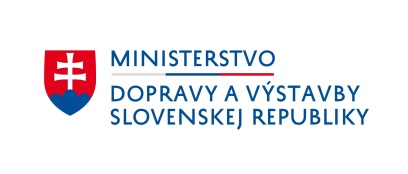 MINISTERSTVO
DOPRAVY A VÝSTAVBY
SLOVENSKEJ REPUBLIKY